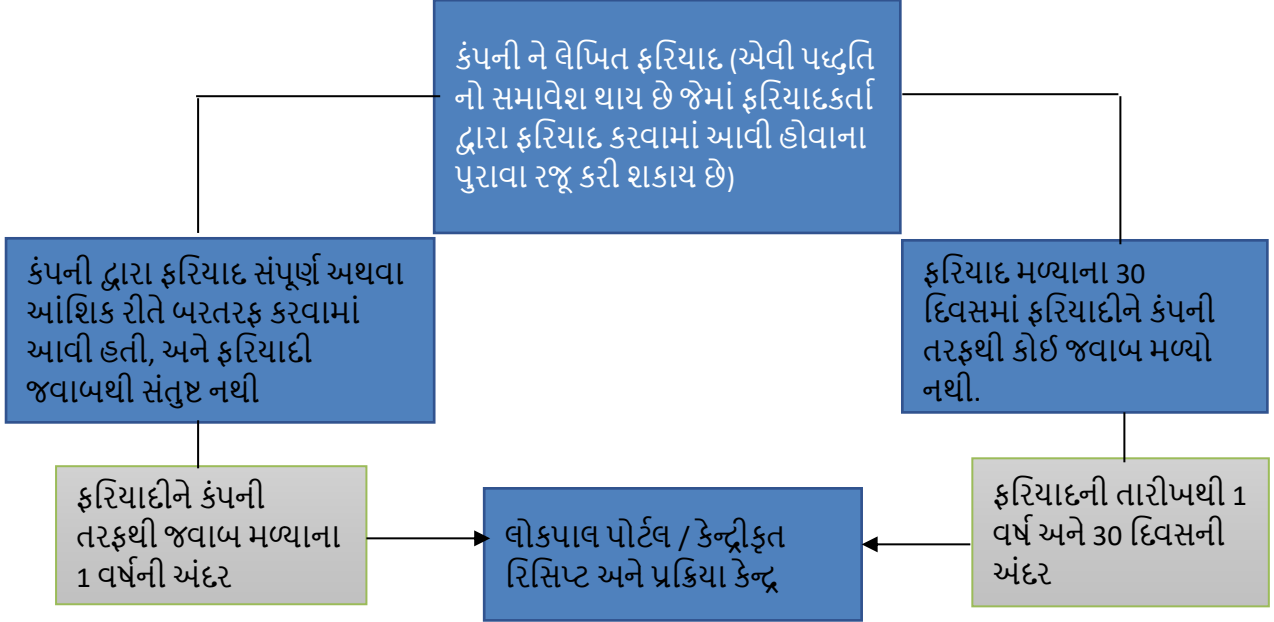 કંપની ને લેખિત ફરિયાદ (એવી પધ્ધતિ
નો સમાવેશ થાય છે જેમાં ફરિયાદકર્તા
દ્વારા ફરિયાદ કરવામાં આવી હોવાના
પુરાવા રજૂ કરી શકાય છે)
કંપની દ્વારા ફરિયાદ સંપૂર્ણ અથવા
આંશિક રીતે બરતરફ કરવામાં
આવી હતી, અને ફરિયાદી
જવાબથી સંતુષ્ટ નથી
ફરિયાદ મળ્યાના 30
દિવસમાં ફરિયાદીને કંપની
તરફથી કોઈ જવાબ મળ્યો
નથી.
ફરિયાદીને કંપની
તરફથી જવાબ મળ્યાના
1 વર્ષની અંદર
લોકપાલ પોર્ટલ / કેન્દ્રીકૃત
રિસિપ્ટ અને પ્રક્રિયા કેન્દ્ર
ફરિયાદની તારીખથી 1
વર્ષ અને 30 દિવસની
અંદર